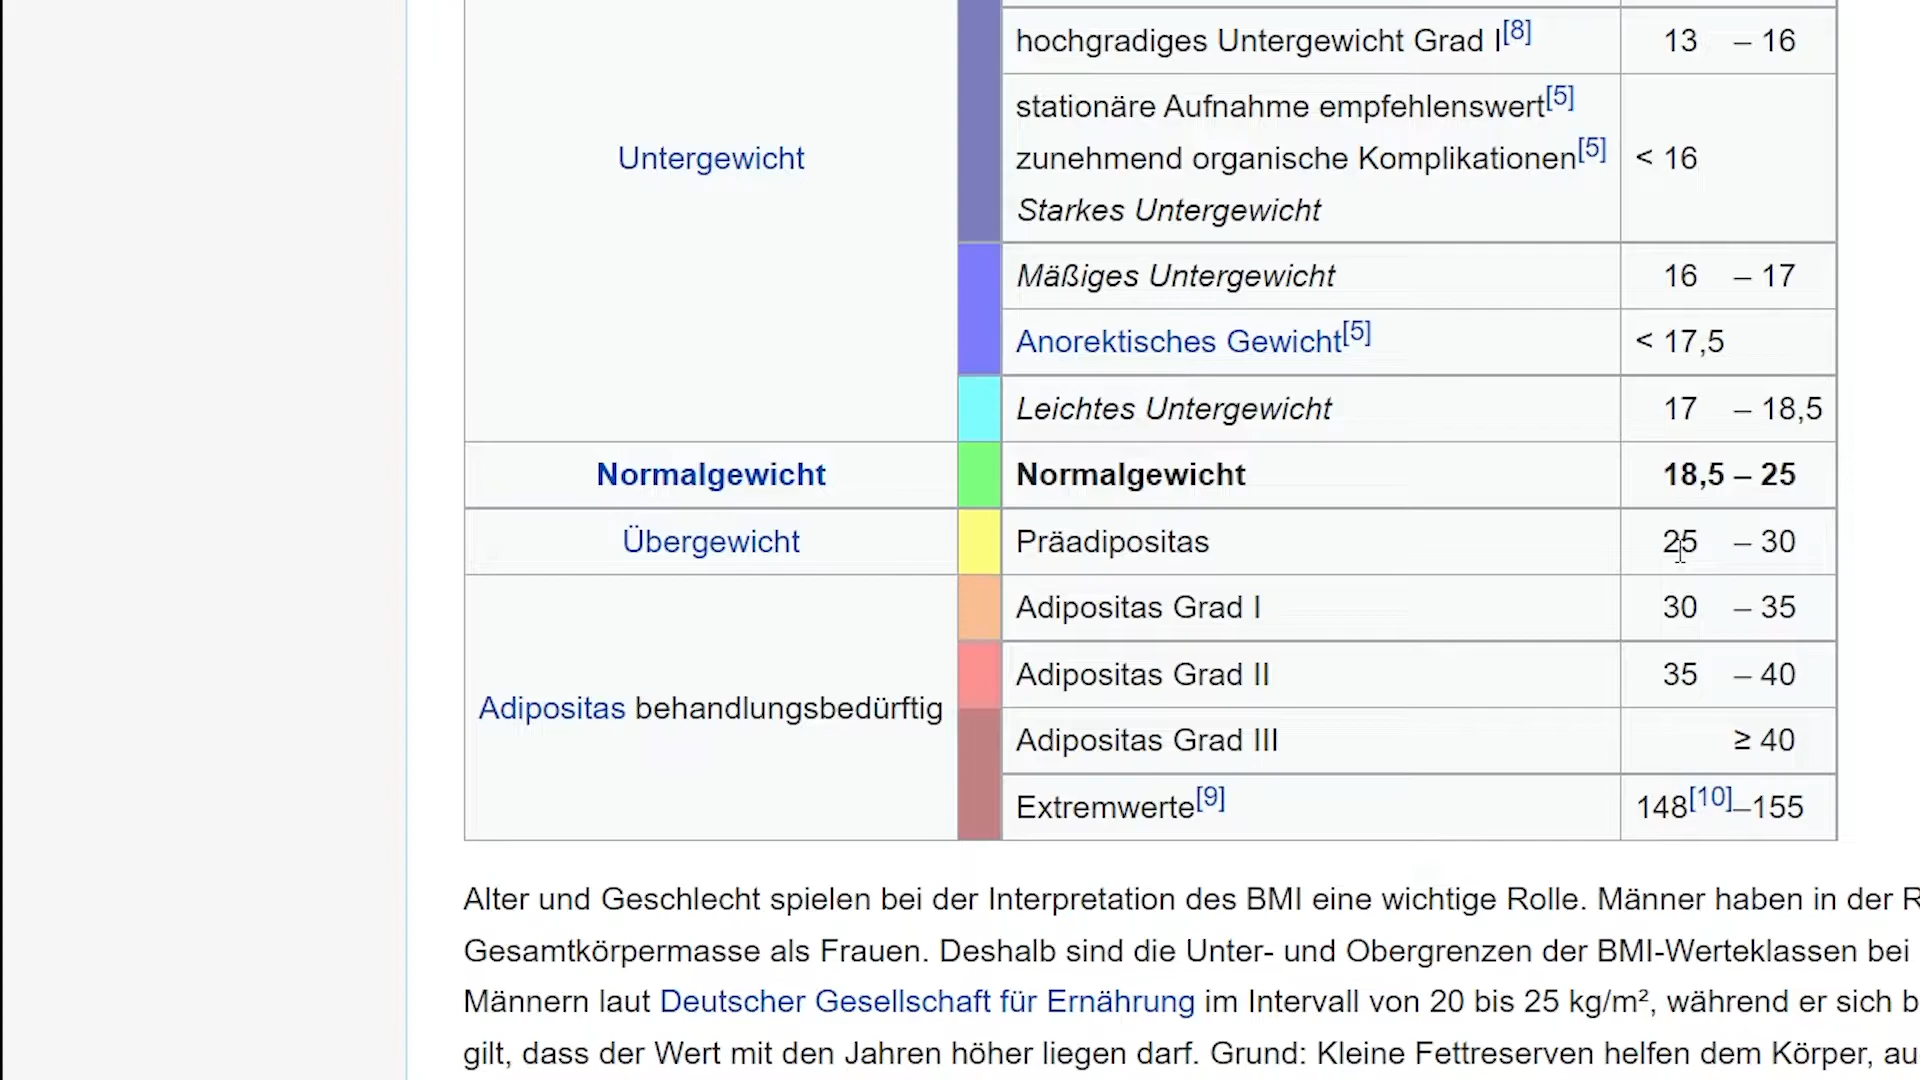 hochgradiges Untergewicht Grad I[8] 13 – 16
stationäre Aufnahme empfehlenswert[5]
zunehmend organische Komplikationen[5]
Starkes Untergewicht
< 16
Untergewicht
Mäßiges Untergewicht 16 – 17
Anorektisches Gewicht[5] < 17,5
Leichtes Untergewicht 17 – 18,5
Normalgewicht Normalgewicht 18,5 – 25
Übergewicht Präadipositas 25 – 30
Adipositas behandlungsbedürftig
Adipositas Grad I 30 – 35
Adipositas Grad II 35 – 40
Adipositas Grad III ≥ 40
Extremwerte[9] 148[10]–155
Alter und Geschlecht spielen bei der Interpretation des BMI eine wichtige Rolle. Männer haben in der R
Gesamtkörpermasse als Frauen. Deshalb sind die Unter- und Obergrenzen der BMI-Werteklassen bei
Männern laut Deutscher Gesellschaft für Ernährung im Intervall von 20 bis 25 kg/m², während er sich b
gilt, dass der Wert mit den Jahren höher liegen darf. Grund: Kleine Fettreserven helfen dem Körper, au